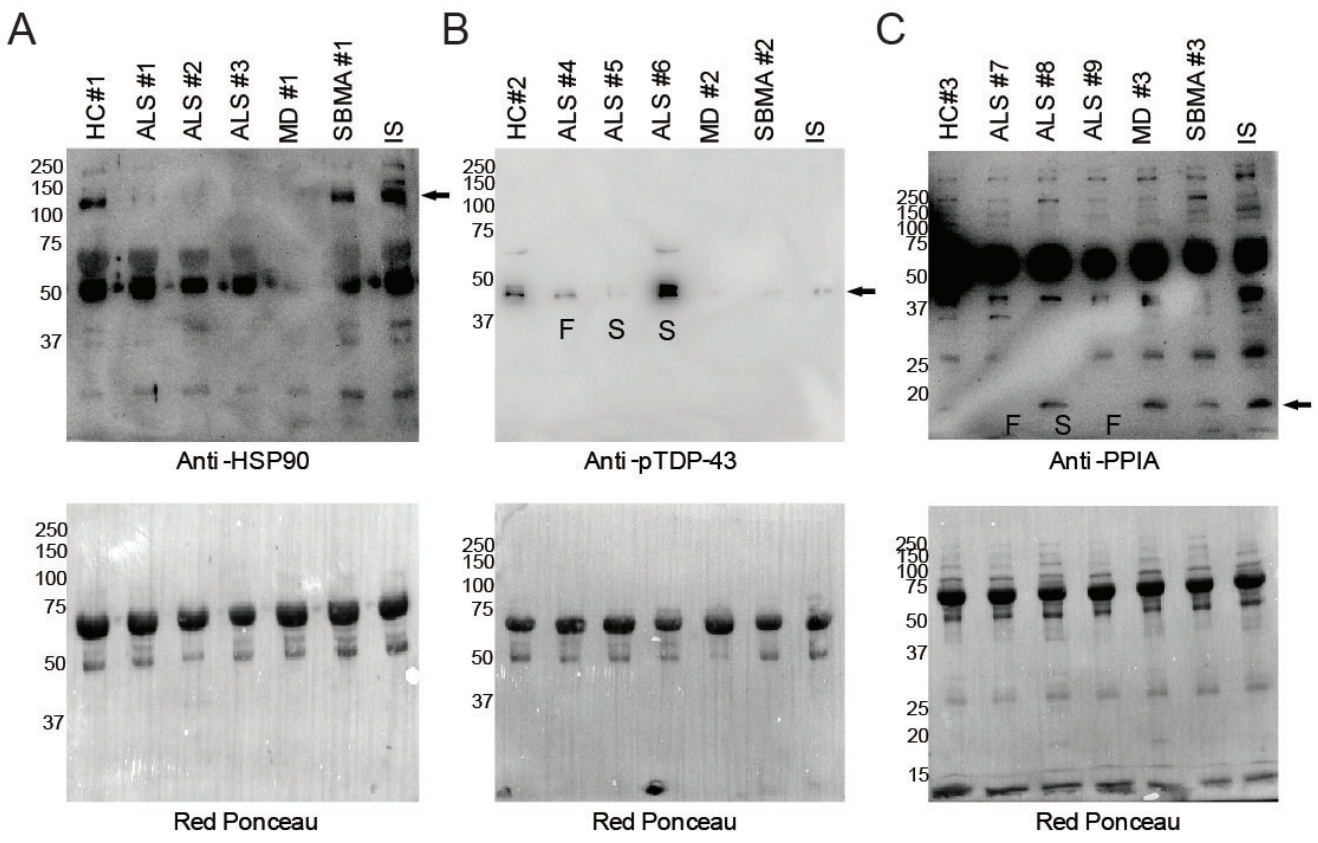 A
HC#1
ALS #1
ALS #2
ALS #3
MD #1
SBMA #1
IS
250
150
100
75
50
37
Anti-HSP90
250
150
100
75
50
37
Red Ponceau
B
HC#2
ALS #4
ALS #5
ALS #6
MD #2
SBMA #2
IS
250
150
100
75
50
37
F S S
Anti-pTDP-43
250
150
100
75
50
37
Red Ponceau
C
HC#3
ALS #7
ALS #8
ALS #9
MD #3
SBMA #3
IS
250
150
100
75
50
37
25
20
F S F
Anti-PPIA
250
150
100
75
50
37
25
20
15
Red Ponceau